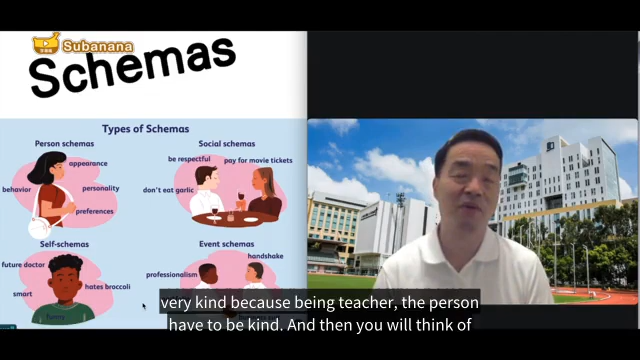 Subanana
Schemas
Types of Schemas
Person schemas
appearance
behavior
personality
preferences
Social schemas
be respectful
pay for movie tickets
don't eat garlic
Self-schemas
future doctor
smart
hates broccoli
funny
Event schemas
handshake
professionalism
very kind because being teacher, the person
have to be kind. And then you will think of